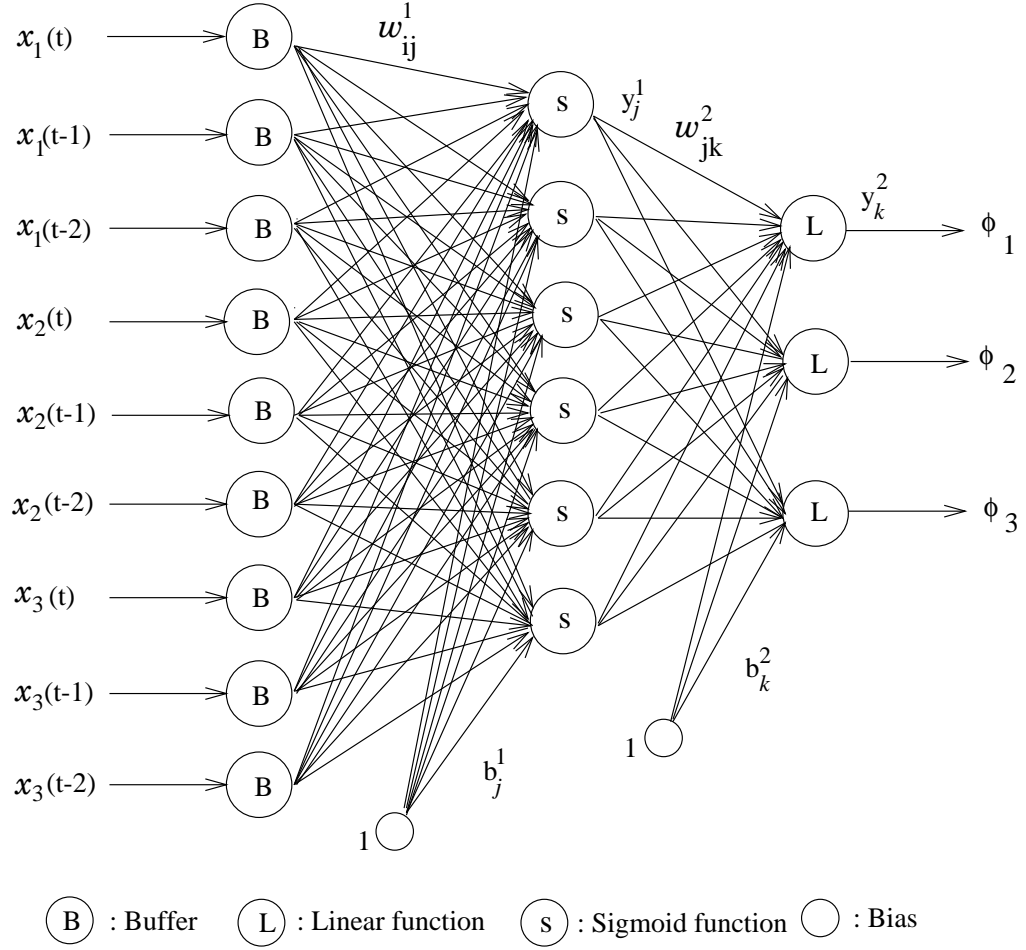 x₁(t)
B
x₁(t-1)
B
x₁(t-2)
B
x₂(t)
B
x₂(t-1)
B
x₂(t-2)
B
x₃(t)
B
x₃(t-1)
B
x₃(t-2)
B
w¹ij
s
s
s
s
s
s
y¹j
w²jk
L
L
L
y²k
ϕ 1
ϕ 2
ϕ 3
b¹j
1
b²k
1
B : Buffer
L : Linear function
s : Sigmoid function
: Bias